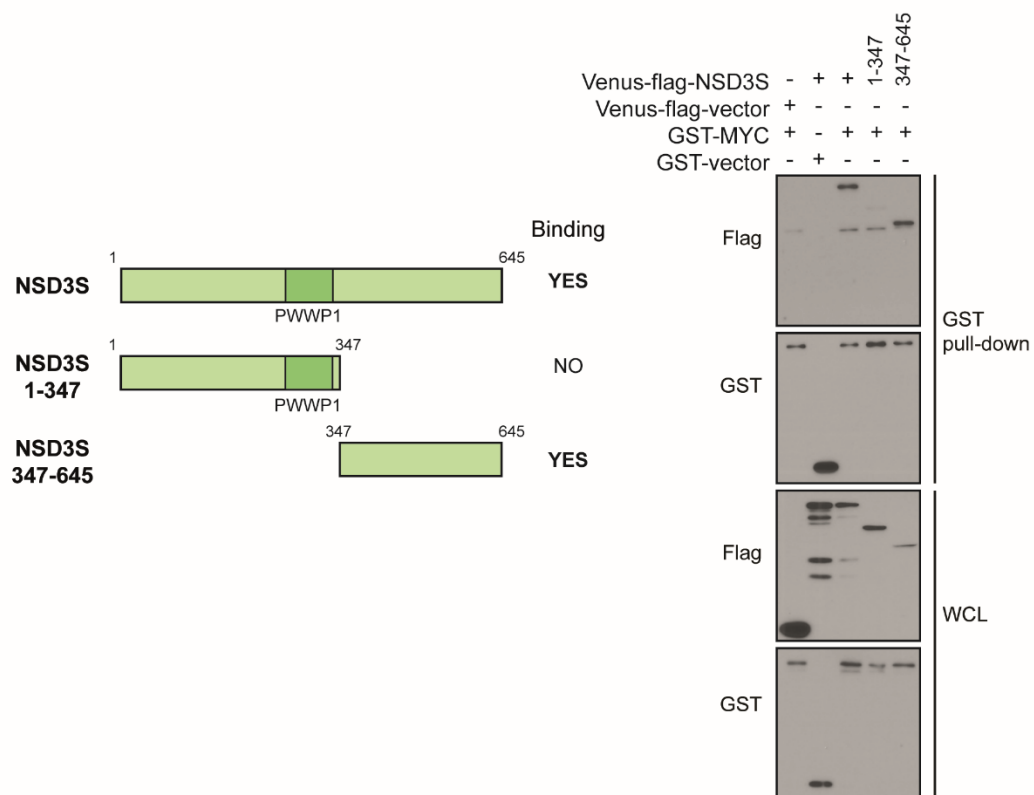 Binding
1 645
NSD3S YES
PWWP1
1 347
NSD3S
1-347 NO
PWWP1
347 645
NSD3S
347-645 YES
1-347
347-645
Venus-flag-NSD3S - + +
Venus-flag-vector + - - - -
GST-MYC + - + + +
GST-vector - + - - -
Flag
GST
GST
pull-down
Flag
GST
WCL